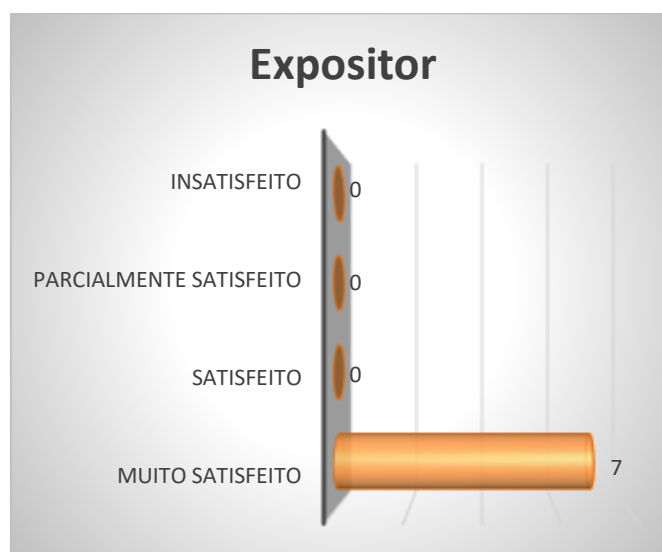 Expositor
INSATISFEITO 0
PARCIALMENTE SATISFEITO 0
SATISFEITO 0
MUITO SATISFEITO 7